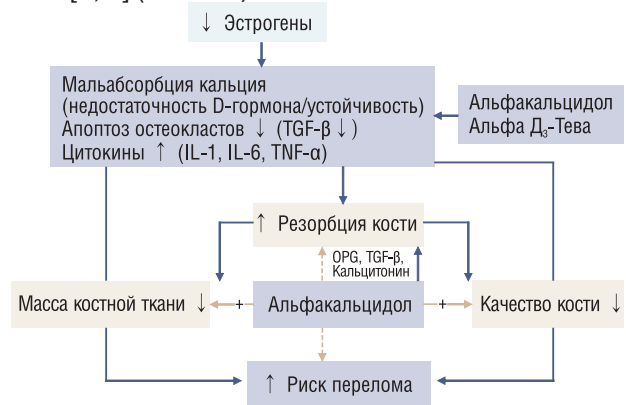 ↓ Эстрогены
Мальабсорбция кальция
(недостаточность D-гормона/устойчивость)
Апоптоз остеокластов ↓ (TGF-β ↓)
Цитокины ↑ (IL-1, IL-6, TNF-α)
Альфакальцидол
Альфа Д₃-Тева
↑ Резорбция кости
OPG, TGF-β,
Кальцитонин
Масса костной ткани ↓
+
Альфакальцидол
+
Качество кости ↓
↑ Риск перелома